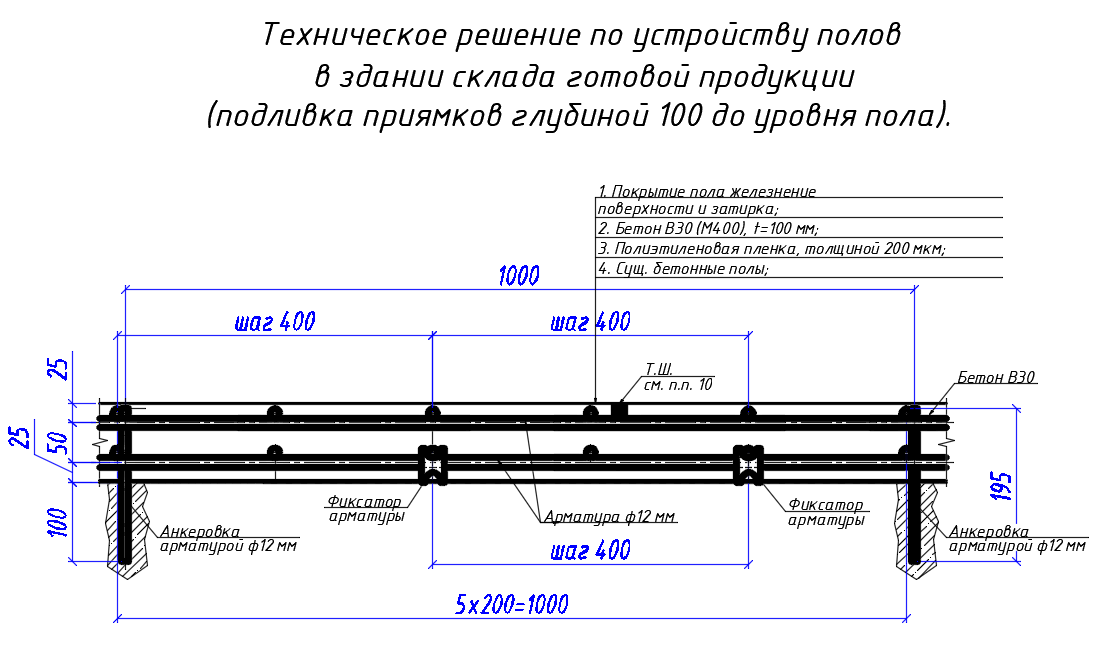 Техническое решение по устройству полов
в здании склада готовой продукции
(подливка приямков глубиной 100 до уровня пола).
1. Покрытие пола железнение
поверхности и затирка;
2. Бетон В30 (М400), t=100 мм;
3. Полиэтиленовая пленка, толщиной 200 мкм;
4. Сущ. бетонные полы;
1000
шаг 400
шаг 400
25
Т.Ш.
см. п.п. 10
Бетон В30
25
50
195
100
Фиксатор
арматуры
Арматура ф12 мм
Фиксатор
арматуры
Анкеровка
арматурой ф12 мм
Анкеровка
арматурой ф12 мм
шаг 400
5х200=1000